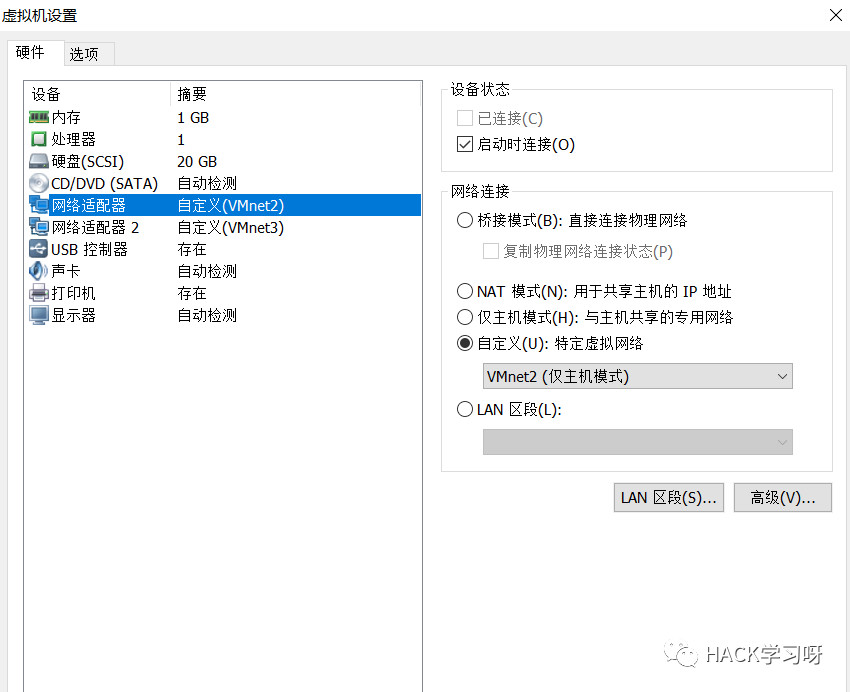 虚拟机设置
硬件 选项
设备 摘要
内存 1 GB
处理器 1
硬盘(SCSI) 20 GB
CD/DVD (SATA) 自动检测
网络适配器 自定义(VMnet2)
网络适配器 2 自定义(VMnet3)
USB 控制器 存在
声卡 自动检测
打印机 存在
显示器 自动检测
设备状态
已连接(C)
启动时连接(O)
网络连接
桥接模式(B): 直接连接物理网络
复制物理网络连接状态(P)
NAT 模式(N): 用于共享主机的 IP 地址
仅主机模式(H): 与主机共享的专用网络
自定义(U): 特定虚拟网络
VMnet2 (仅主机模式)
LAN 区段(L):
LAN 区段(S)... 高级(V)...
HACK学习呀